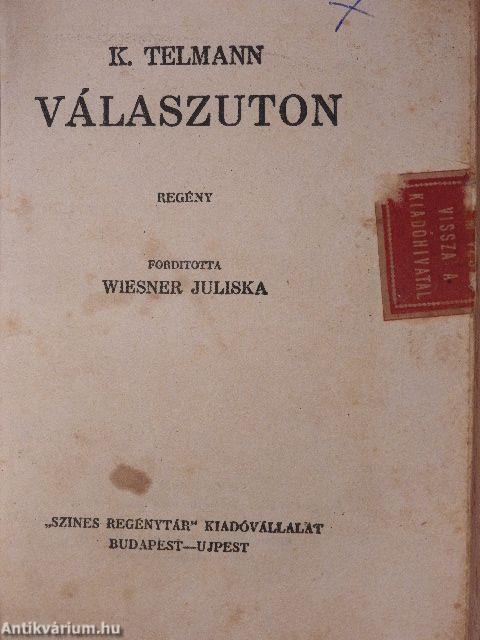 K. TELMANN
VÁLASZUTON
REGÉNY
FORDITOTTA
WIESNER JULISKA
VISSZA A
KIADÓHIVATAL
„SZINES REGÉNYTÁR" KIADÓVÁLLALAT
BUDAPEST—UJPEST
Antikvárium.hu